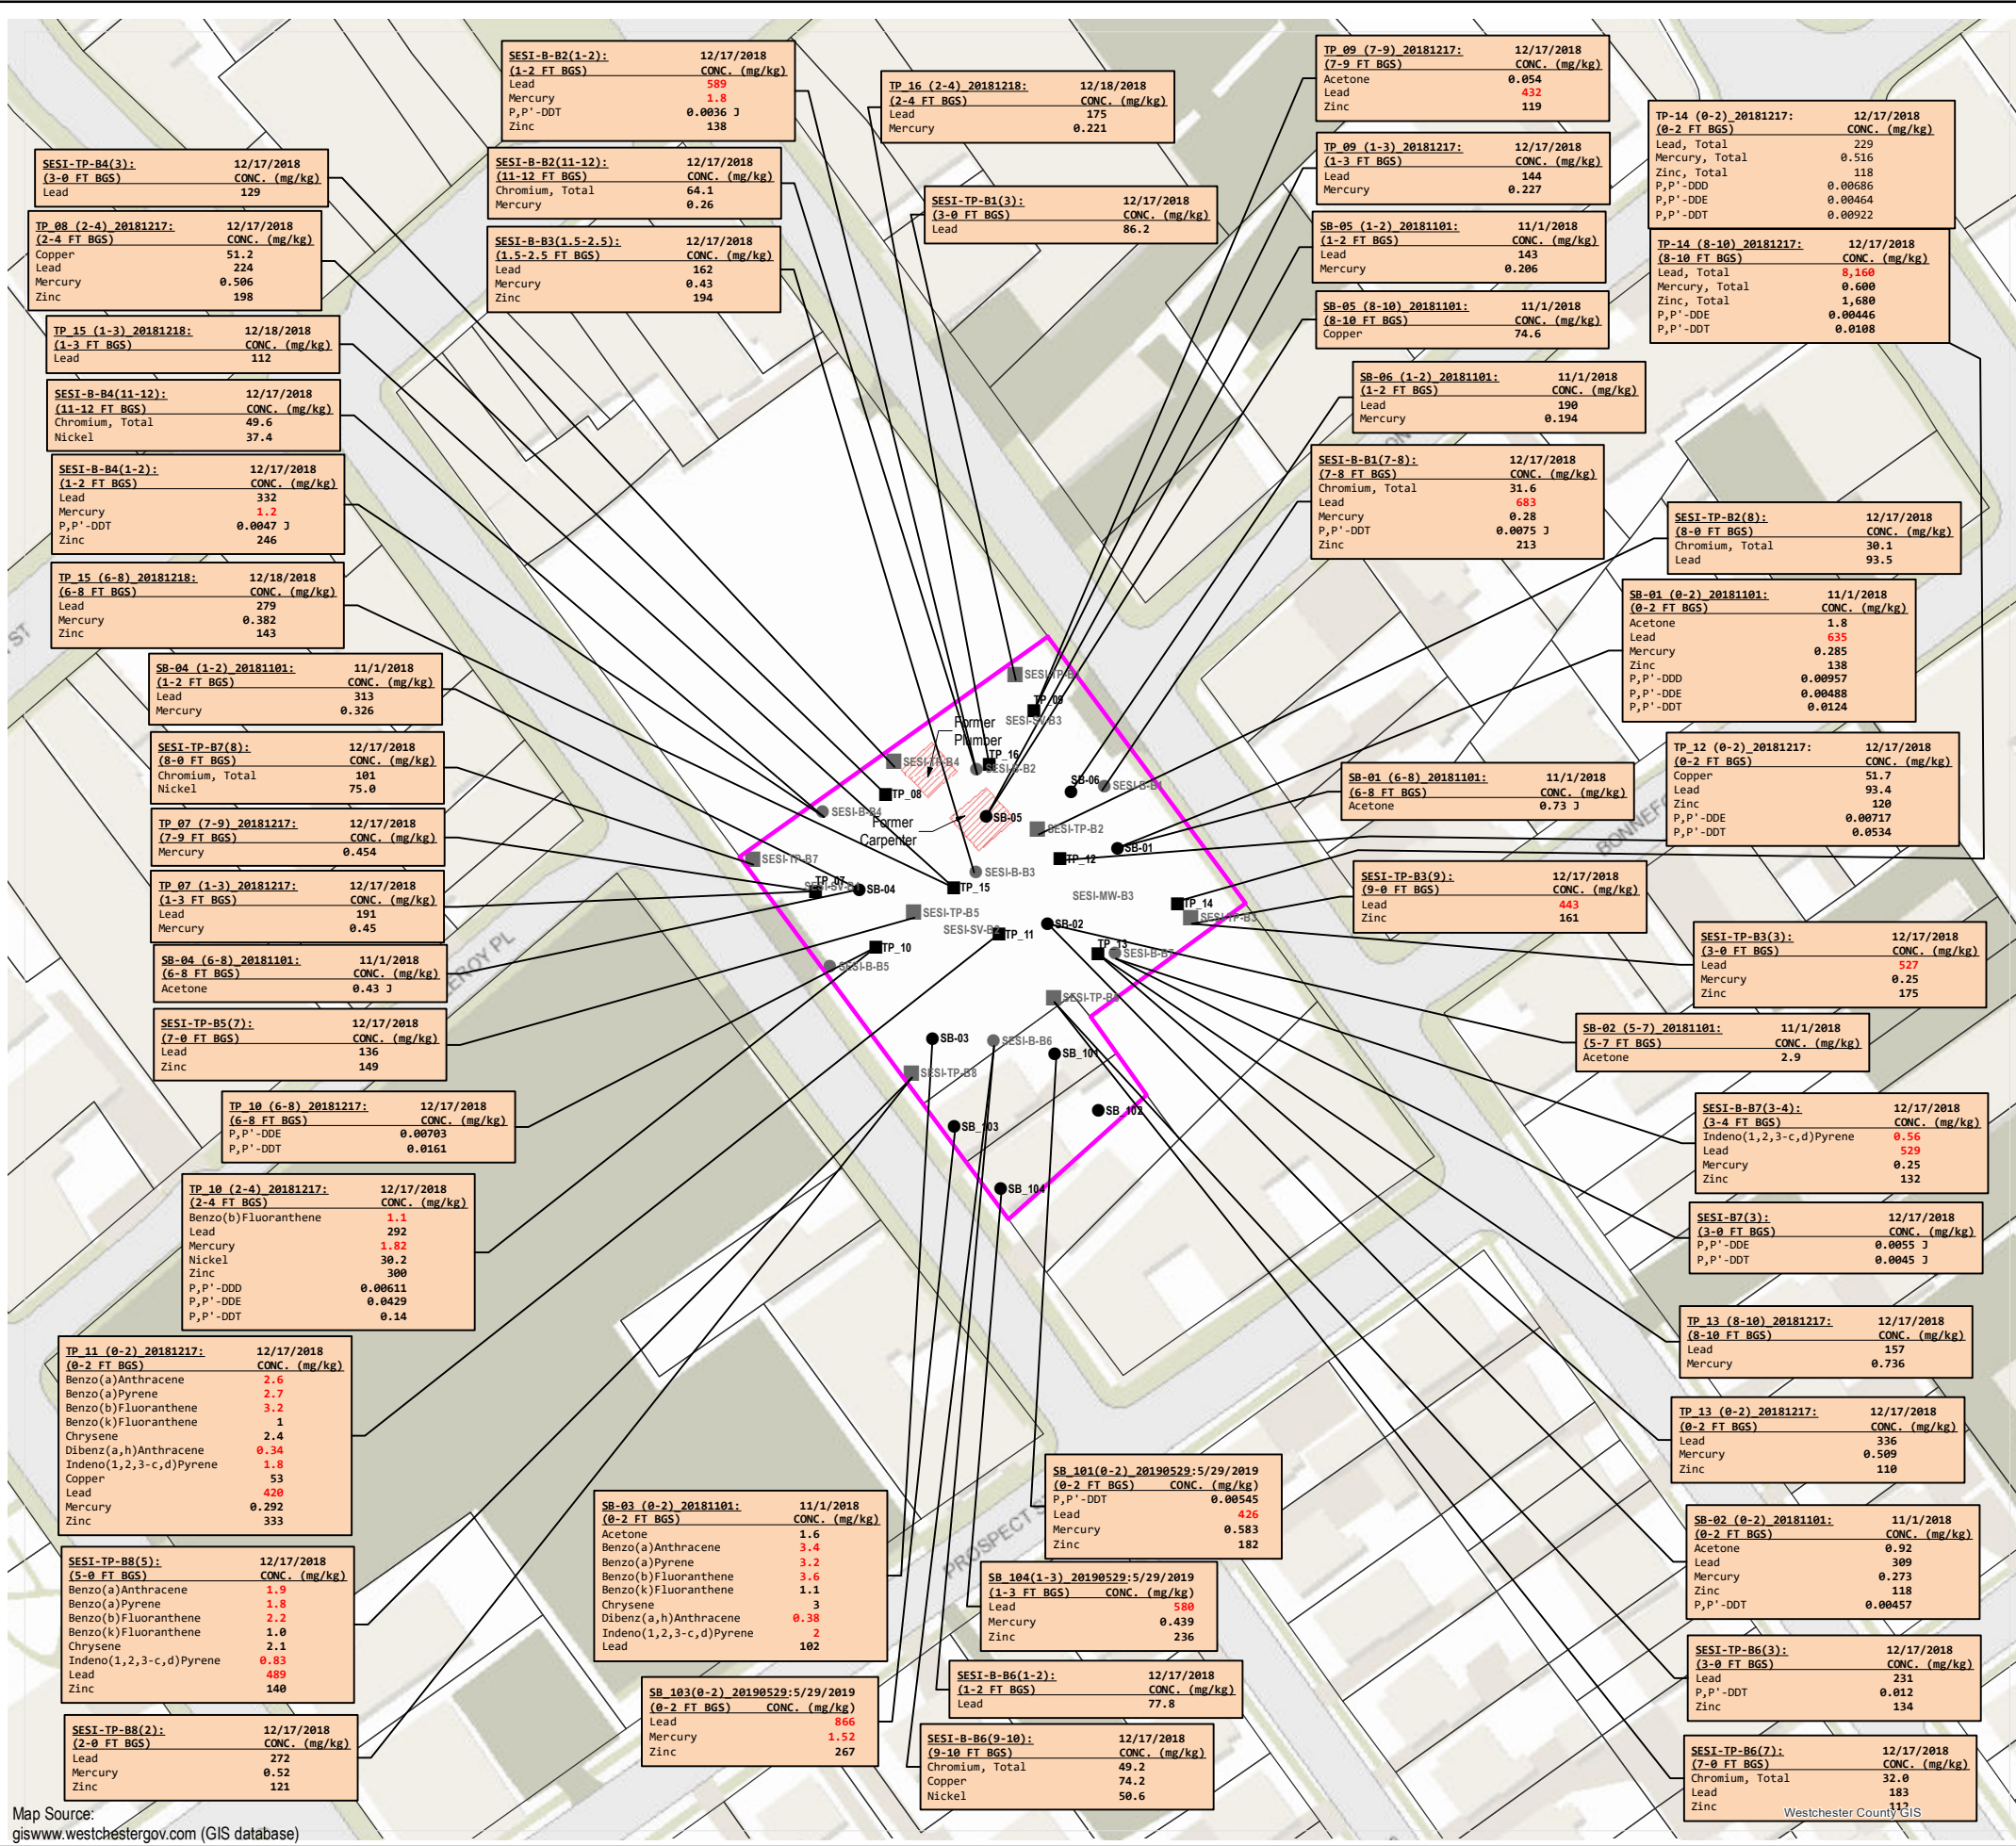 SESI-B-B2(1-2): 12/17/2018
(1-2 FT BGS) CONC. (mg/kg)
Lead 589
Mercury 1.8
P,P'-DDT 0.0036 J
Zinc 138
SESI-B-B2(11-12): 12/17/2018
(11-12 FT BGS) CONC. (mg/kg)
Chromium, Total 64.1
Mercury 0.26
SESI-B-B3(1.5-2.5): 12/17/2018
(1.5-2.5 FT BGS) CONC. (mg/kg)
Lead 162
Mercury 0.43
Zinc 194
TP_16 (2-4)_20181218: 12/18/2018
(2-4 FT BGS) CONC. (mg/kg)
Lead 175
Mercury 0.221
SESI-TP-B1(3): 12/17/2018
(3-0 FT BGS) CONC. (mg/kg)
Lead 86.2
TP_09 (7-9)_20181217: 12/17/2018
(7-9 FT BGS) CONC. (mg/kg)
Acetone 0.054
Lead 432
Zinc 119
TP_09 (1-3)_20181217: 12/17/2018
(1-3 FT BGS) CONC. (mg/kg)
Lead 144
Mercury 0.227
SB-05 (1-2)_20181101: 11/1/2018
(1-2 FT BGS) CONC. (mg/kg)
Lead 143
Mercury 0.206
SB-05 (8-10)_20181101: 11/1/2018
(8-10 FT BGS) CONC. (mg/kg)
Copper 74.6
SB-06 (1-2)_20181101: 11/1/2018
(1-2 FT BGS) CONC. (mg/kg)
Lead 190
Mercury 0.194
SESI-B-B1(7-8): 12/17/2018
(7-8 FT BGS) CONC. (mg/kg)
Chromium, Total 31.6
Lead 683
Mercury 0.28
P,P'-DDT 0.0075 J
Zinc 213
TP-14 (0-2)_20181217: 12/17/2018
(0-2 FT BGS) CONC. (mg/kg)
Lead, Total 229
Mercury, Total 0.516
Zinc, Total 118
P,P'-DDD 0.00686
P,P'-DDE 0.00464
P,P'-DDT 0.00922
TP-14 (8-10)_20181217: 12/17/2018
(8-10 FT BGS) CONC. (mg/kg)
Lead, Total 8,160
Mercury, Total 0.600
Zinc, Total 1,680
P,P'-DDE 0.00446
P,P'-DDT 0.0108
SESI-TP-B2(8): 12/17/2018
(8-0 FT BGS) CONC. (mg/kg)
Chromium, Total 30.1
Lead 93.5
SB-01 (0-2)_20181101: 11/1/2018
(0-2 FT BGS) CONC. (mg/kg)
Acetone 1.8
Lead 635
Mercury 0.285
Zinc 138
P,P'-DDD 0.00957
P,P'-DDE 0.00488
P,P'-DDT 0.0124
TP_12 (0-2)_20181217: 12/17/2018
(0-2 FT BGS) CONC. (mg/kg)
Copper 51.7
Lead 93.4
Zinc 120
P,P'-DDE 0.00717
P,P'-DDT 0.0534
SB-01 (6-8)_20181101: 11/1/2018
(6-8 FT BGS) CONC. (mg/kg)
Acetone 0.73 J
SESI-TP-B3(9): 12/17/2018
(9-0 FT BGS) CONC. (mg/kg)
Lead 443
Zinc 161
SESI-TP-B3(3): 12/17/2018
(3-0 FT BGS) CONC. (mg/kg)
Lead 527
Mercury 0.25
Zinc 175
SB-02 (5-7)_20181101: 11/1/2018
(5-7 FT BGS) CONC. (mg/kg)
Acetone 2.9
SESI-B-B7(3-4): 12/17/2018
(3-4 FT BGS) CONC. (mg/kg)
Indeno(1,2,3-c,d)Pyrene 0.56
Lead 529
Mercury 0.25
Zinc 132
SESI-B7(3): 12/17/2018
(3-0 FT BGS) CONC. (mg/kg)
P,P'-DDE 0.0055 J
P,P'-DDT 0.0045 J
TP_13 (8-10)_20181217: 12/17/2018
(8-10 FT BGS) CONC. (mg/kg)
Lead 157
Mercury 0.736
TP_13 (0-2)_20181217: 12/17/2018
(0-2 FT BGS) CONC. (mg/kg)
Lead 336
Mercury 0.509
Zinc 110
SB-02 (0-2)_20181101: 11/1/2018
(0-2 FT BGS) CONC. (mg/kg)
Acetone 0.92
Lead 309
Mercury 0.273
Zinc 118
P,P'-DDT 0.00457
SESI-TP-B6(3): 12/17/2018
(3-0 FT BGS) CONC. (mg/kg)
Lead 231
P,P'-DDT 0.012
Zinc 134
SESI-TP-B6(7): 12/17/2018
(7-0 FT BGS) CONC. (mg/kg)
Chromium, Total 32.0
Lead 183
Zinc
Westchester County GIS
SESI-TP-B4(3): 12/17/2018
(3-0 FT BGS) CONC. (mg/kg)
Lead 129
TP_08 (2-4)_20181217: 12/17/2018
(2-4 FT BGS) CONC. (mg/kg)
Copper 51.2
Lead 224
Mercury 0.506
Zinc 198
TP_15 (1-3)_20181218: 12/18/2018
(1-3 FT BGS) CONC. (mg/kg)
Lead 112
SESI-B-B4(11-12): 12/17/2018
(11-12 FT BGS) CONC. (mg/kg)
Chromium, Total 49.6
Nickel 37.4
SESI-B-B4(1-2): 12/17/2018
(1-2 FT BGS) CONC. (mg/kg)
Lead 332
Mercury 1.2
P,P'-DDT 0.0047 J
Zinc 246
TP_15 (6-8)_20181218: 12/18/2018
(6-8 FT BGS) CONC. (mg/kg)
Lead 279
Mercury 0.382
Zinc 143
SB-04 (1-2)_20181101: 11/1/2018
(1-2 FT BGS) CONC. (mg/kg)
Lead 313
Mercury 0.326
SESI-TP-B7(8): 12/17/2018
(8-0 FT BGS) CONC. (mg/kg)
Chromium, Total 101
Nickel 75.0
TP_07 (7-9)_20181217: 12/17/2018
(7-9 FT BGS) CONC. (mg/kg)
Mercury 0.454
TP_07 (1-3)_20181217: 12/17/2018
(1-3 FT BGS) CONC. (mg/kg)
Lead 191
Mercury 0.45
SB-04 (6-8)_20181101: 11/1/2018
(6-8 FT BGS) CONC. (mg/kg)
Acetone 0.43 J
SESI-TP-B5(7): 12/17/2018
(7-0 FT BGS) CONC. (mg/kg)
Lead 136
Zinc 149
TP_10 (6-8)_20181217: 12/17/2018
(6-8 FT BGS) CONC. (mg/kg)
P,P'-DDE 0.00703
P,P'-DDT 0.0161
TP_10 (2-4)_20181217: 12/17/2018
(2-4 FT BGS) CONC. (mg/kg)
Benzo(b)Fluoranthene 1.1
Lead 292
Mercury 1.82
Nickel 30.2
Zinc 300
P,P'-DDD 0.00611
P,P'-DDE 0.0429
P,P'-DDT 0.14
TP_11 (0-2)_20181217: 12/17/2018
(0-2 FT BGS) CONC. (mg/kg)
Benzo(a)Anthracene 2.6
Benzo(a)Pyrene 2.7
Benzo(b)Fluoranthene 3.2
Benzo(k)Fluoranthene 1
Chrysene 2.4
Dibenz(a,h)Anthracene 0.34
Indeno(1,2,3-c,d)Pyrene 1.8
Copper 53
Lead 420
Mercury 0.292
Zinc 333
SESI-TP-B8(5): 12/17/2018
(5-0 FT BGS) CONC. (mg/kg)
Benzo(a)Anthracene 1.9
Benzo(a)Pyrene 1.8
Benzo(b)Fluoranthene 2.2
Benzo(k)Fluoranthene 1.0
Chrysene 2.1
Indeno(1,2,3-c,d)Pyrene 0.83
Lead 489
Zinc 140
SESI-TP-B8(2): 12/17/2018
(2-0 FT BGS) CONC. (mg/kg)
Lead 272
Mercury 0.52
Zinc 121
SB-03 (0-2)_20181101: 11/1/2018
(0-2 FT BGS) CONC. (mg/kg)
Acetone 1.6
Benzo(a)Anthracene 3.4
Benzo(a)Pyrene 3.2
Benzo(b)Fluoranthene 3.6
Benzo(k)Fluoranthene 1.1
Chrysene 3
Dibenz(a,h)Anthracene 0.38
Indeno(1,2,3-c,d)Pyrene 2
Lead 102
SB_103(0-2)_20190529:5/29/2019
(0-2 FT BGS) CONC. (mg/kg)
Lead 866
Mercury 1.52
Zinc 267
SB_101(0-2)_20190529:5/29/2019
(0-2 FT BGS) CONC. (mg/kg)
P,P'-DDT 0.00545
Lead 426
Mercury 0.583
Zinc 182
SB_104(1-3)_20190529:5/29/2019
(1-3 FT BGS) CONC. (mg/kg)
Lead 580
Mercury 0.439
Zinc 236
SESI-B-B6(1-2): 12/17/2018
(1-2 FT BGS) CONC. (mg/kg)
Lead 77.8
SESI-B-B6(9-10): 12/17/2018
(9-10 FT BGS) CONC. (mg/kg)
Chromium, Total 49.2
Copper 74.2
Nickel 50.6
TP_09
SESI-SV-B3
Former
Plumber
TP_16
SESI-TP-B4
SESI-B-B2
TP_08
SB-06
SESI-B-B1
SESI-B-B4
Former
Carpenter
SB-05
SESI-TP-B2
SB-01
SESI-TP-B7
TP_12
SESI-B-B3
TP_07
SB-04
TP_15
SESI-MW-B3
TP_14
SESI-TP-B3
SESI-TP-B5
SESI-SV-B2
TP_11
SB-02
TP_10
TP_13
SESI-B-B7
SESI-B-B5
SESI-TP-B6
SB-03
SESI-B-B6
SB_101
SESI-TP-B8
SB_102
SB_103
SB_104
LENOY PL
ST
PROSPECT
Map Source:
giswww.westchestergov.com (GIS database)